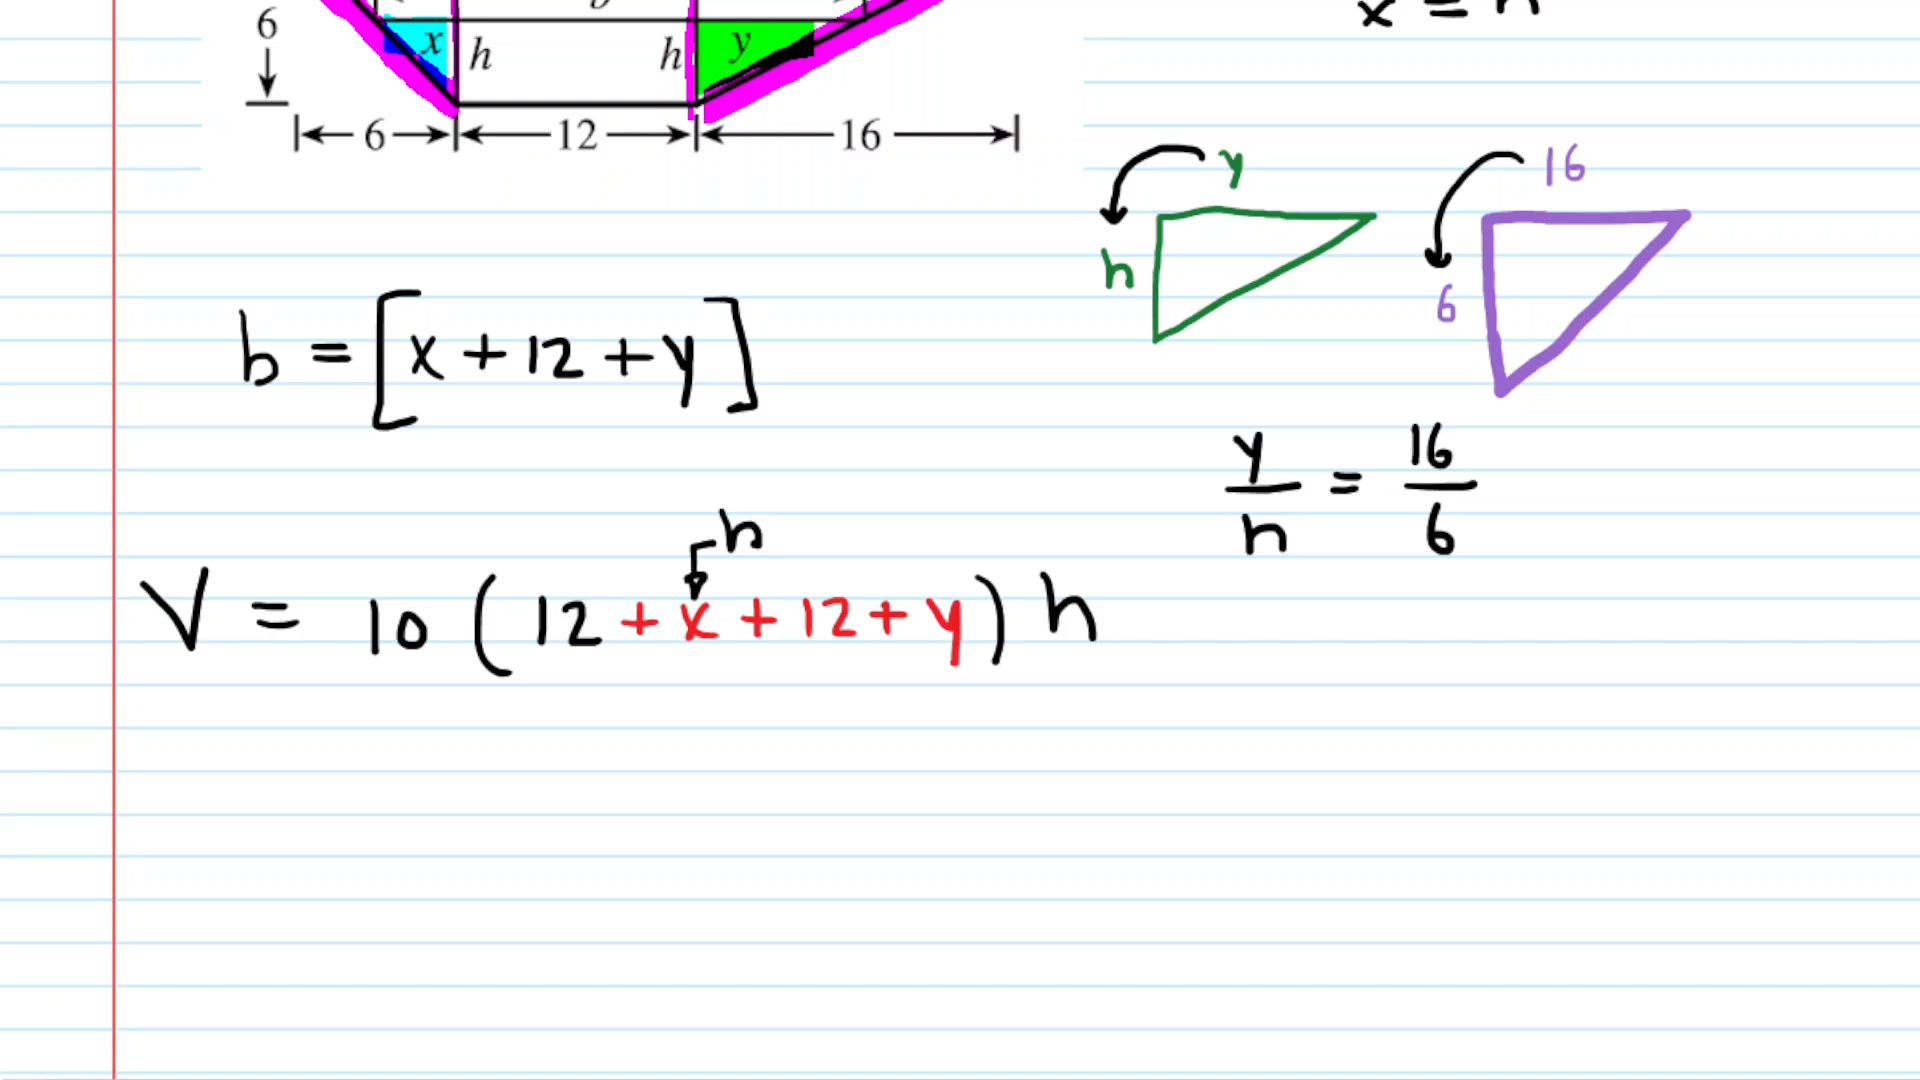 x = h
6
x h h y
6 12 16
y 16
h 6
b = [x + 12 + y]
y/h = 16/6
h
V = 10 (12 + x + 12 + y) h